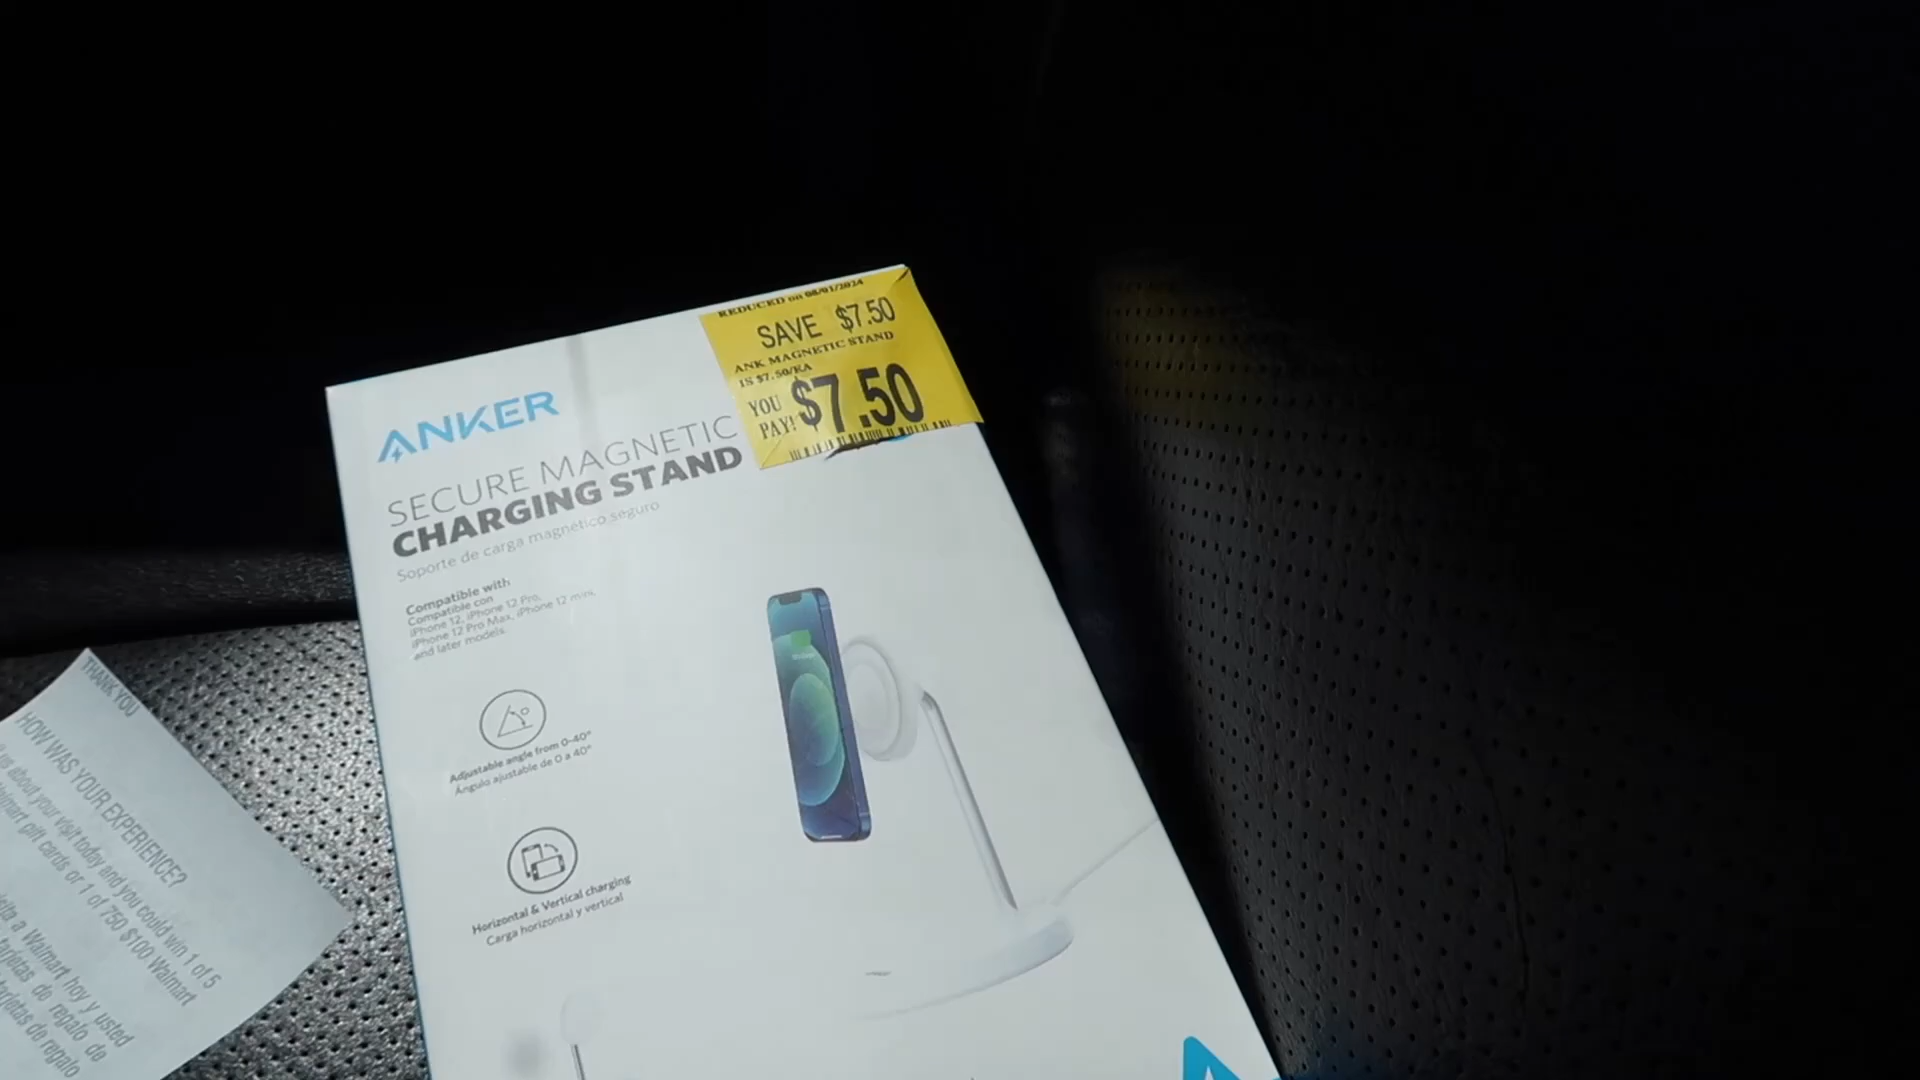 REDUCED on 08/01/2024
SAVE $7.50
ANK MAGNETIC STAND
IS $7.50/EA
YOU PAY! $7.50
ANKER
SECURE MAGNETIC
CHARGING STAND
Soporte de carga magnético seguro
Compatible with
Compatible con
iPhone 12, iPhone 12 Pro,
iPhone 12 Pro Max, iPhone 12 mini,
and later models.
Adjustable angle from 0-40°
Ángulo ajustable de 0 a 40°
Horizontal & Vertical charging
Carga horizontal y vertical
THANK YOU
HOW WAS YOUR EXPERIENCE?
us about your visit today and you could win 1 of 5
gift cards or 1 of 750 $100 Walmart
a Walmart hoy y usted
tarjetas de regalo de
tarjetas de regalo